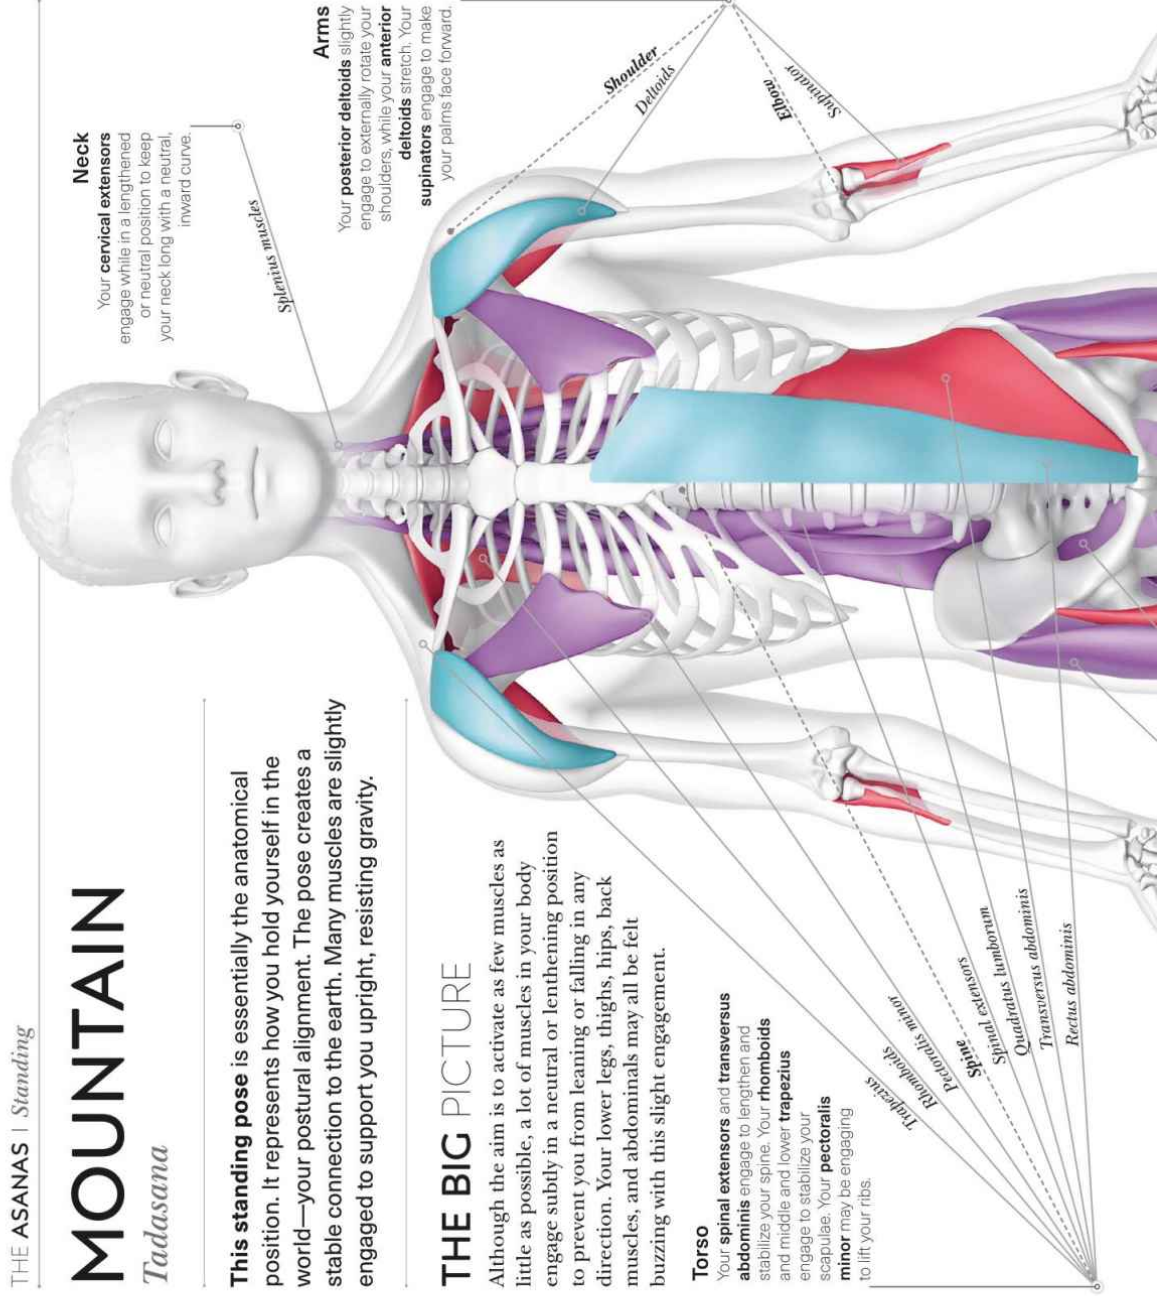 THE ASANAS | Standing
MOUNTAIN
Tadasana
This standing pose is essentially the anatomical
position. It represents how you hold yourself in the
world—your postural alignment. The pose creates a
stable connection to the earth. Many muscles are slightly
engaged to support you upright, resisting gravity.
THE BIG PICTURE
Although the aim is to activate as few muscles as
little as possible, a lot of muscles in your body
engage subtly in a neutral or lenthening position
to prevent you from leaning or falling in any
direction. Your lower legs, thighs, hips, back
muscles, and abdominals may all be felt
buzzing with this slight engagement.
Torso
Your spinal extensors and transversus
abdominis engage to lengthen and
stabilize your spine. Your rhomboids
and middle and lower trapezius
engage to stabilize your
scapulae. Your pectoralis
minor may be engaging
to lift your ribs.
Trapezius
Rhomboids
Pectoralis minor
Spine
Spinal extensors
Quadratus lumborum
Transversus abdominis
Rectus abdominis
Neck
Your cervical extensors
engage while in a lengthened
or neutral position to keep
your neck long with a neutral,
inward curve.
Splenius muscles
Arms
Your posterior deltoids slightly
engage to externally rotate your
shoulders, while your anterior
deltoids stretch. Your
supinators engage to make
your palms face forward.
Shoulder
Deltoids
Elbow
Supinator